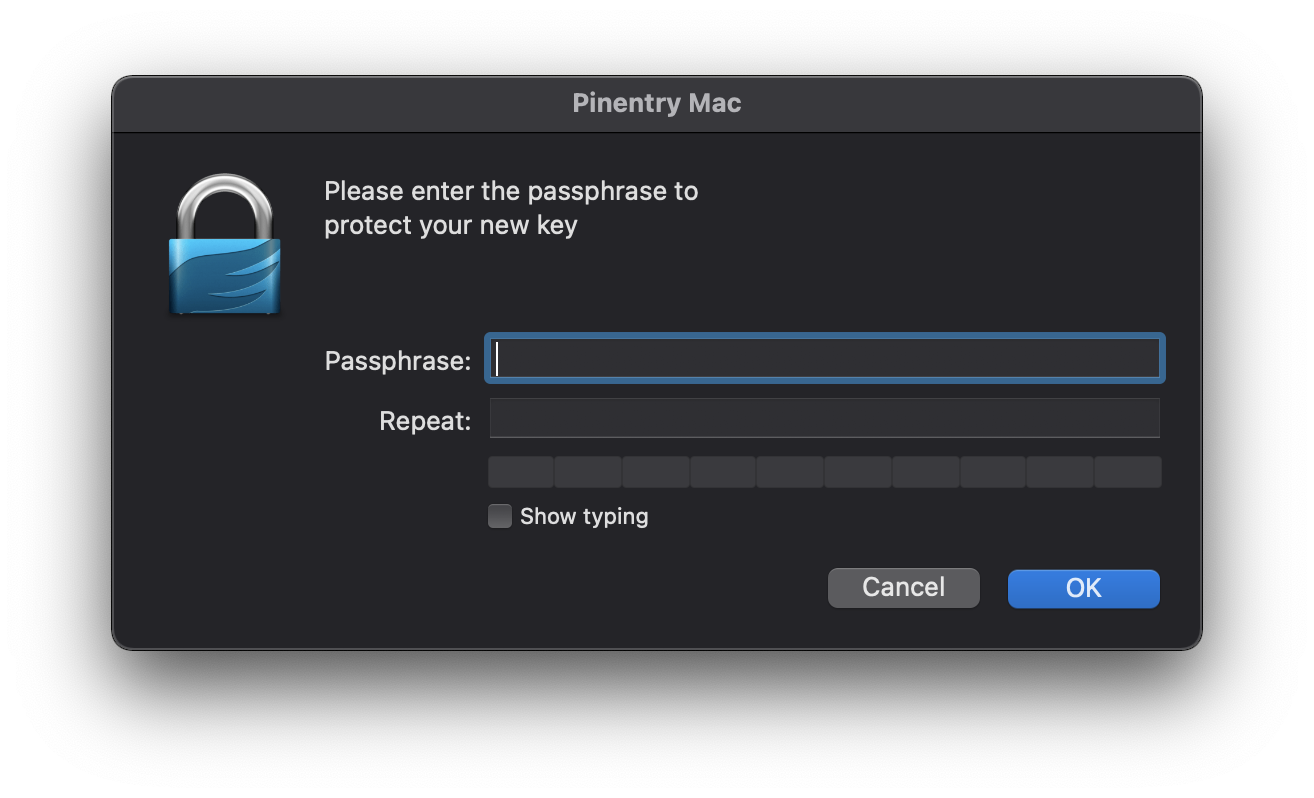 Pinentry Mac
Please enter the passphrase to
protect your new key
Passphrase:
Repeat:
Show typing
Cancel
OK